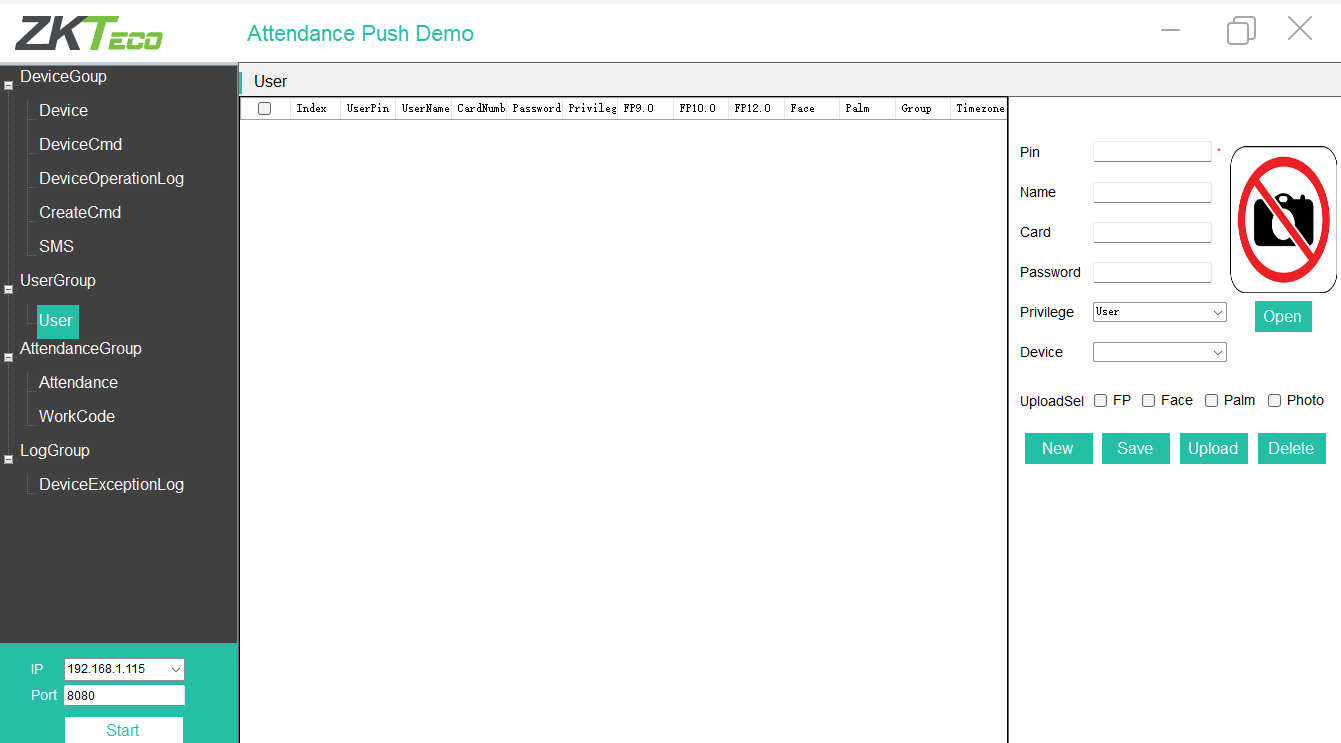 ZKTeco
Attendance Push Demo
DeviceGoup
Device
DeviceCmd
DeviceOperationLog
CreateCmd
SMS
UserGroup
User
AttendanceGroup
Attendance
WorkCode
LogGroup
DeviceExceptionLog
IP 192.168.1.115
Port 8080
Start
User
Index UserPin UserName CardNumb Password Privileg FP9.0 FP10.0 FP12.0 Face Palm Group Timezone
Pin *
Name
Card
Password
Privilege User
Open
Device
UploadSel FP Face Palm Photo
New Save Upload Delete